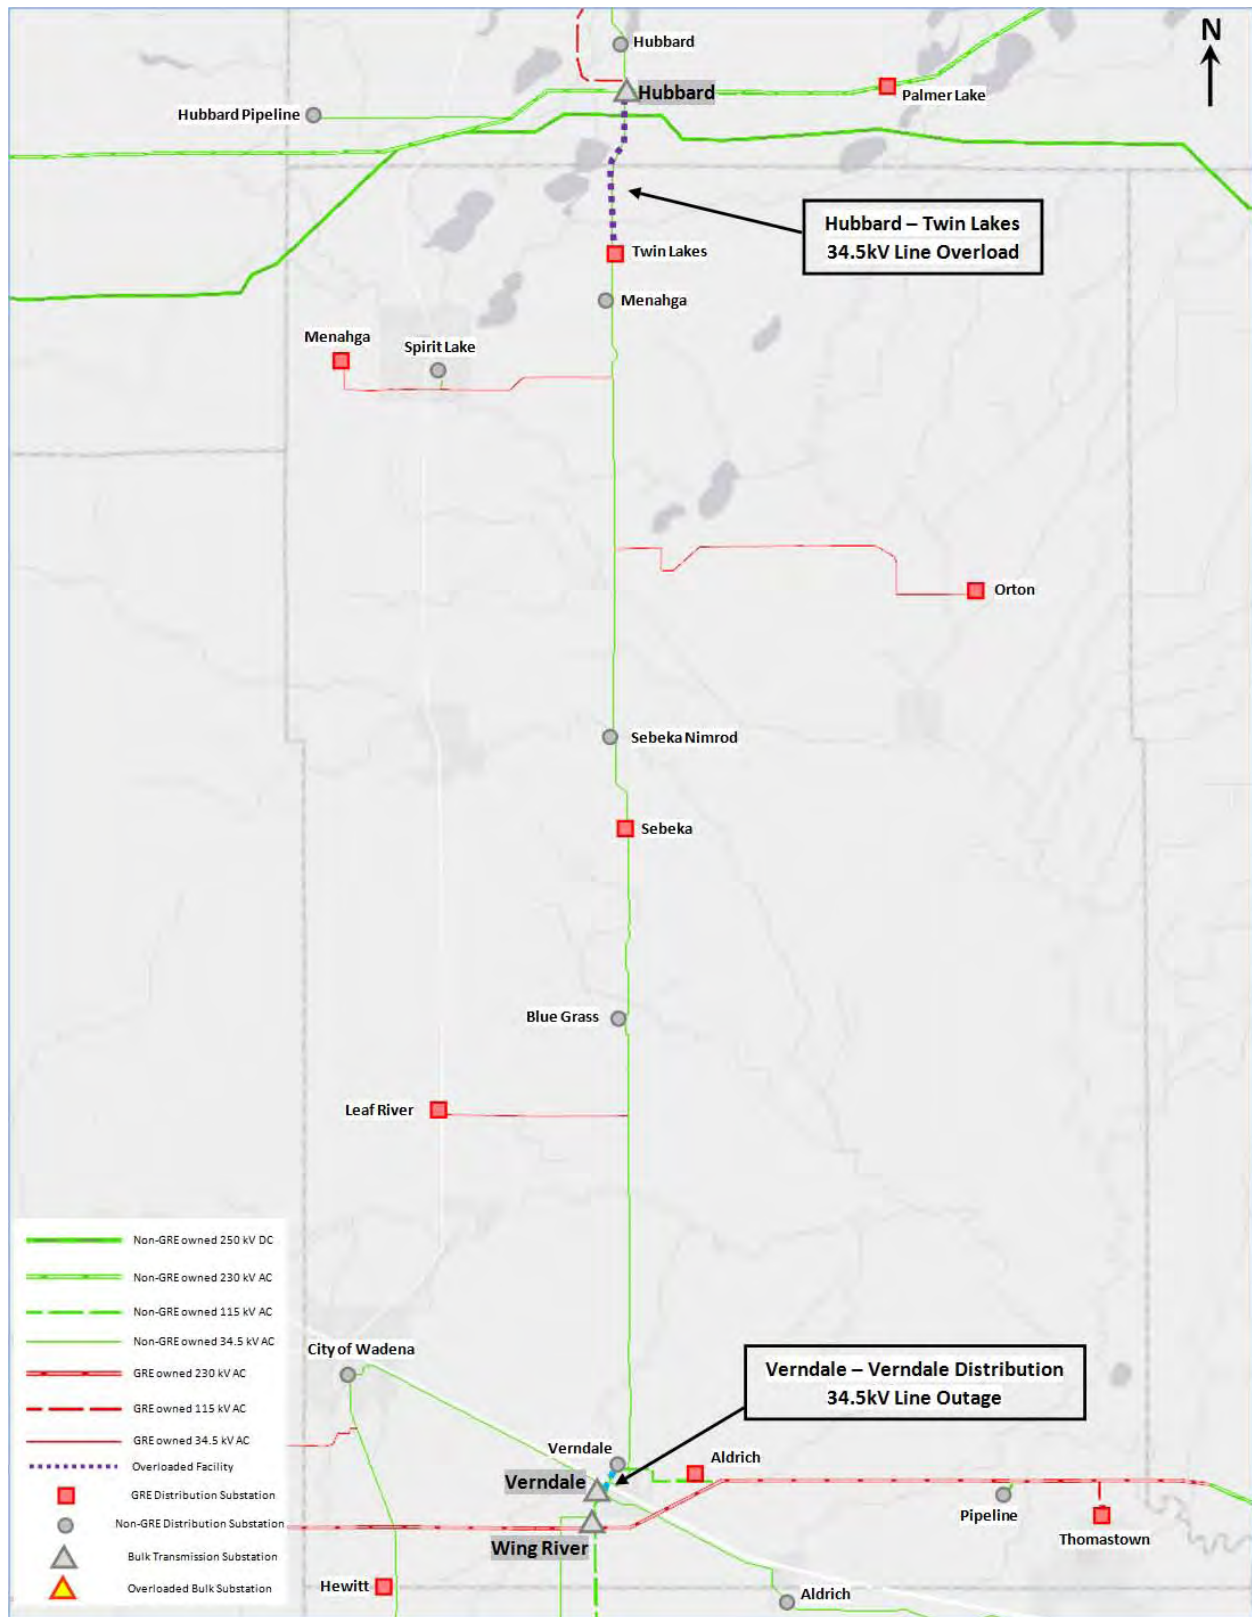 N
Hubbard
Hubbard
Palmer Lake
Hubbard Pipeline
Hubbard – Twin Lakes
34.5kV Line Overload
Twin Lakes
Menahga
Menahga
Spirit Lake
Orton
Sebeka Nimrod
Sebeka
Blue Grass
Leaf River
Non-GRE owned 250 kV DC
Non-GRE owned 230 kV AC
Non-GRE owned 115 kV AC
Non-GRE owned 34.5 kV AC
GRE owned 230 kV AC
GRE owned 115 kV AC
GRE owned 34.5 kV AC
Overloaded Facility
GRE Distribution Substation
Non-GRE Distribution Substation
Bulk Transmission Substation
Overloaded Bulk Substation
City of Wadena
Verndale – Verndale Distribution
34.5kV Line Outage
Verndale
Aldrich
Verndale
Pipeline
Thomastown
Wing River
Hewitt
Aldrich